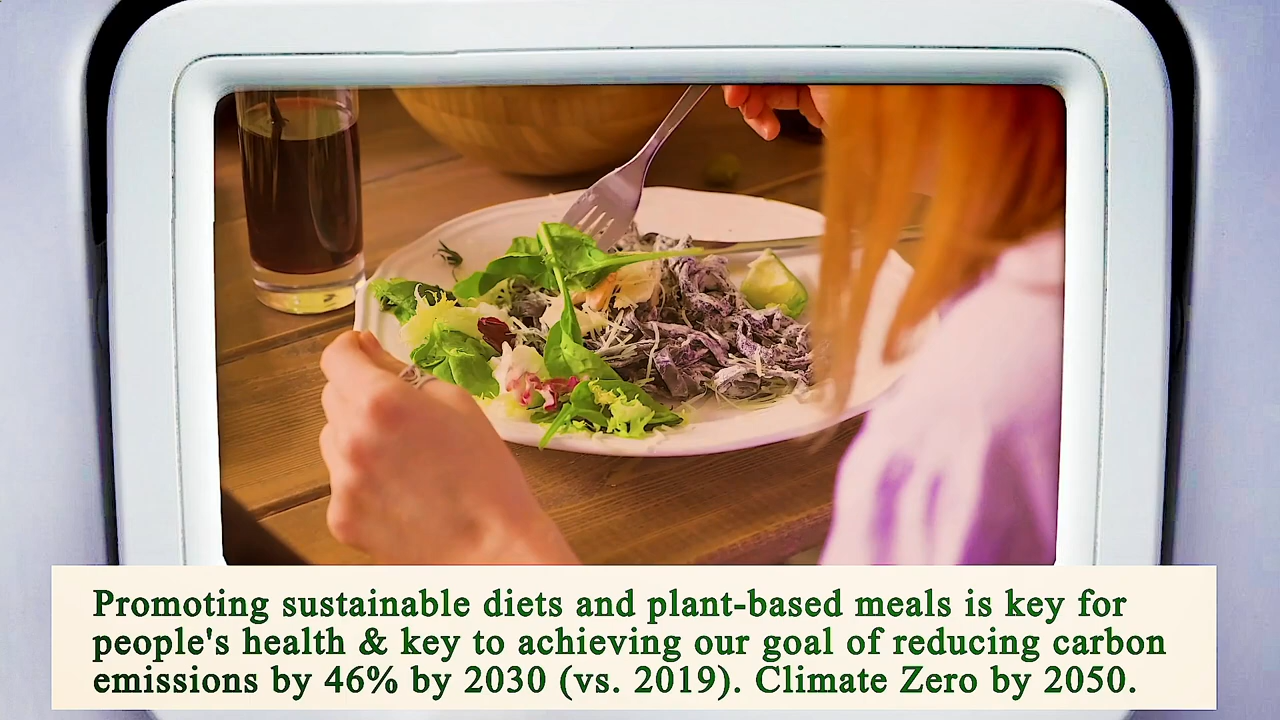 Promoting sustainable diets and plant-based meals is key for
people's health & key to achieving our goal of reducing carbon
emissions by 46% by 2030 (vs. 2019). Climate Zero by 2050.